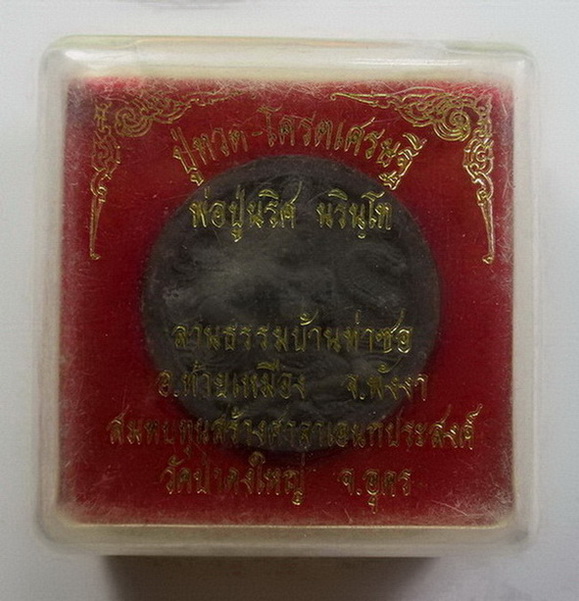 ปู่ทวด-โครตเศรษฐี
พ่อปู่นริศ นรินฺโท
ลานธรรมบ้านท่าซอ
อ.ท้ายเหมือง จ.พังงา
สมทบทุนสร้างศาลาเอนกประสงค์
วัดป่าดงใหญ่ จ.อุดร